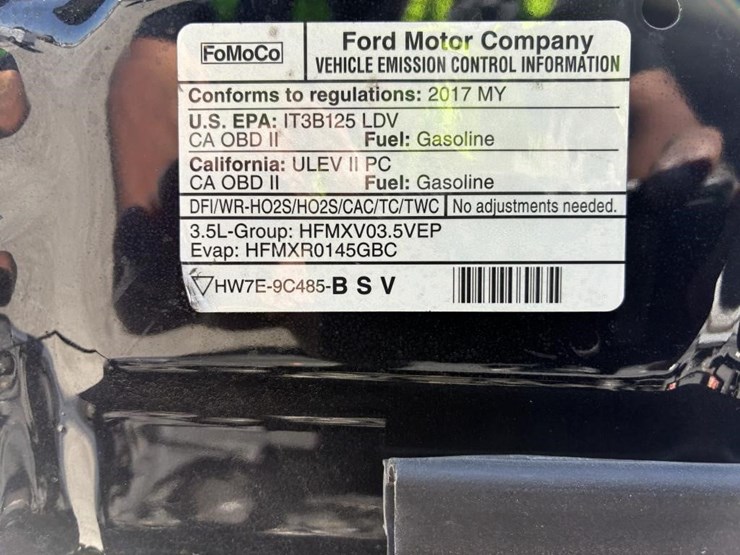 FoMoCo
Ford Motor Company
VEHICLE EMISSION CONTROL INFORMATION
Conforms to regulations: 2017 MY
U.S. EPA: IT3B125 LDV
CA OBD II Fuel: Gasoline
California: ULEV II PC
CA OBD II Fuel: Gasoline
DFI/WR-HO2S/HO2S/CAC/TC/TWC No adjustments needed.
3.5L-Group: HFMXV03.5VEP
Evap: HFMXR0145GBC
HW7E-9C485-B S V